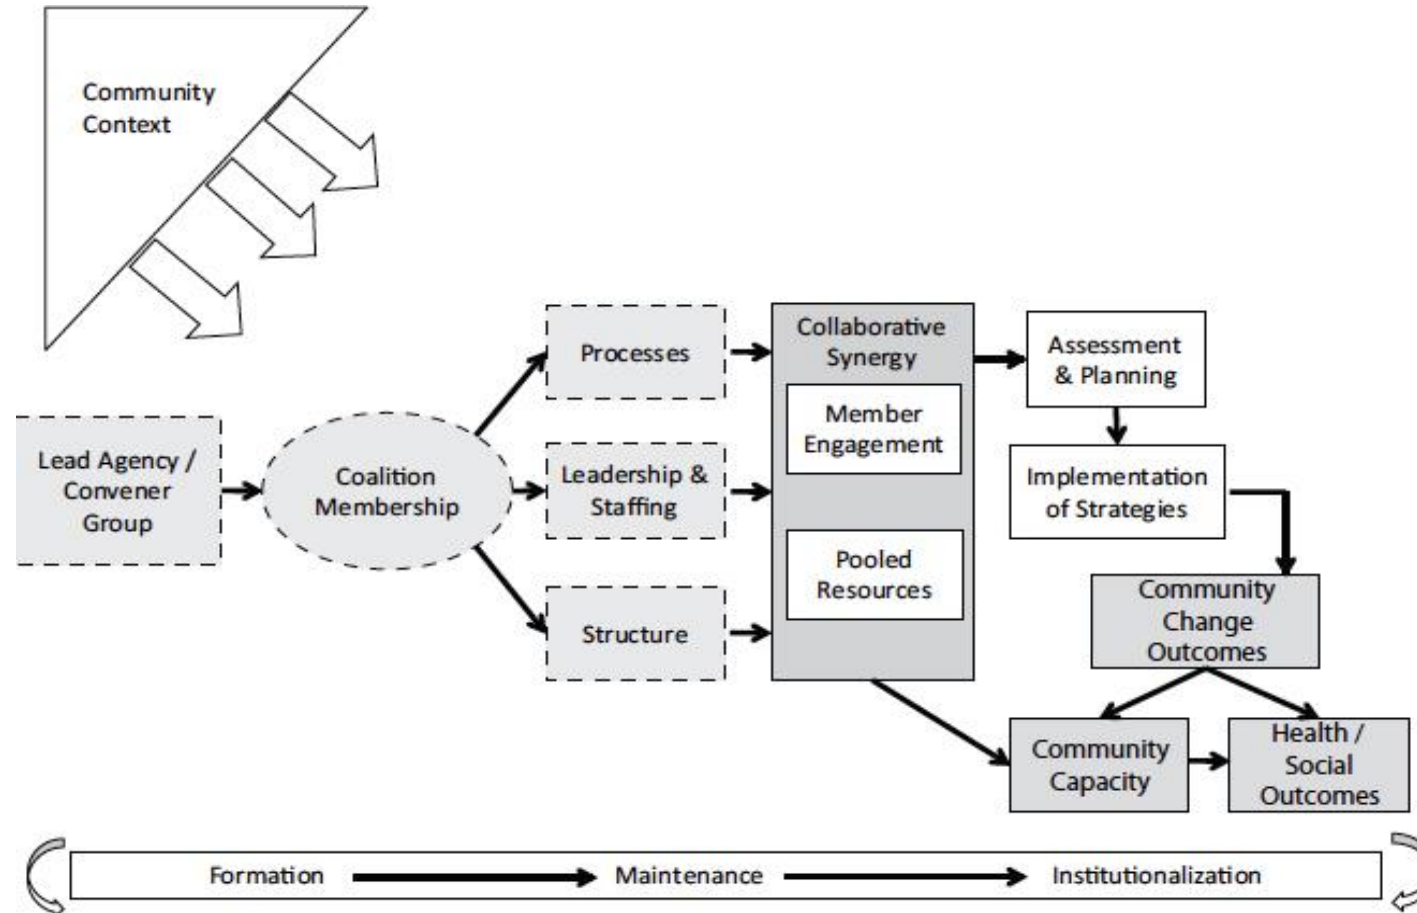 Community
Context
Lead Agency /
Convener
Group
Coalition
Membership
Processes
Leadership &
Staffing
Structure
Collaborative
Synergy
Member
Engagement
Pooled
Resources
Assessment
& Planning
Implementation
of Strategies
Community
Change
Outcomes
Community
Capacity
Health /
Social
Outcomes
Formation Maintenance Institutionalization